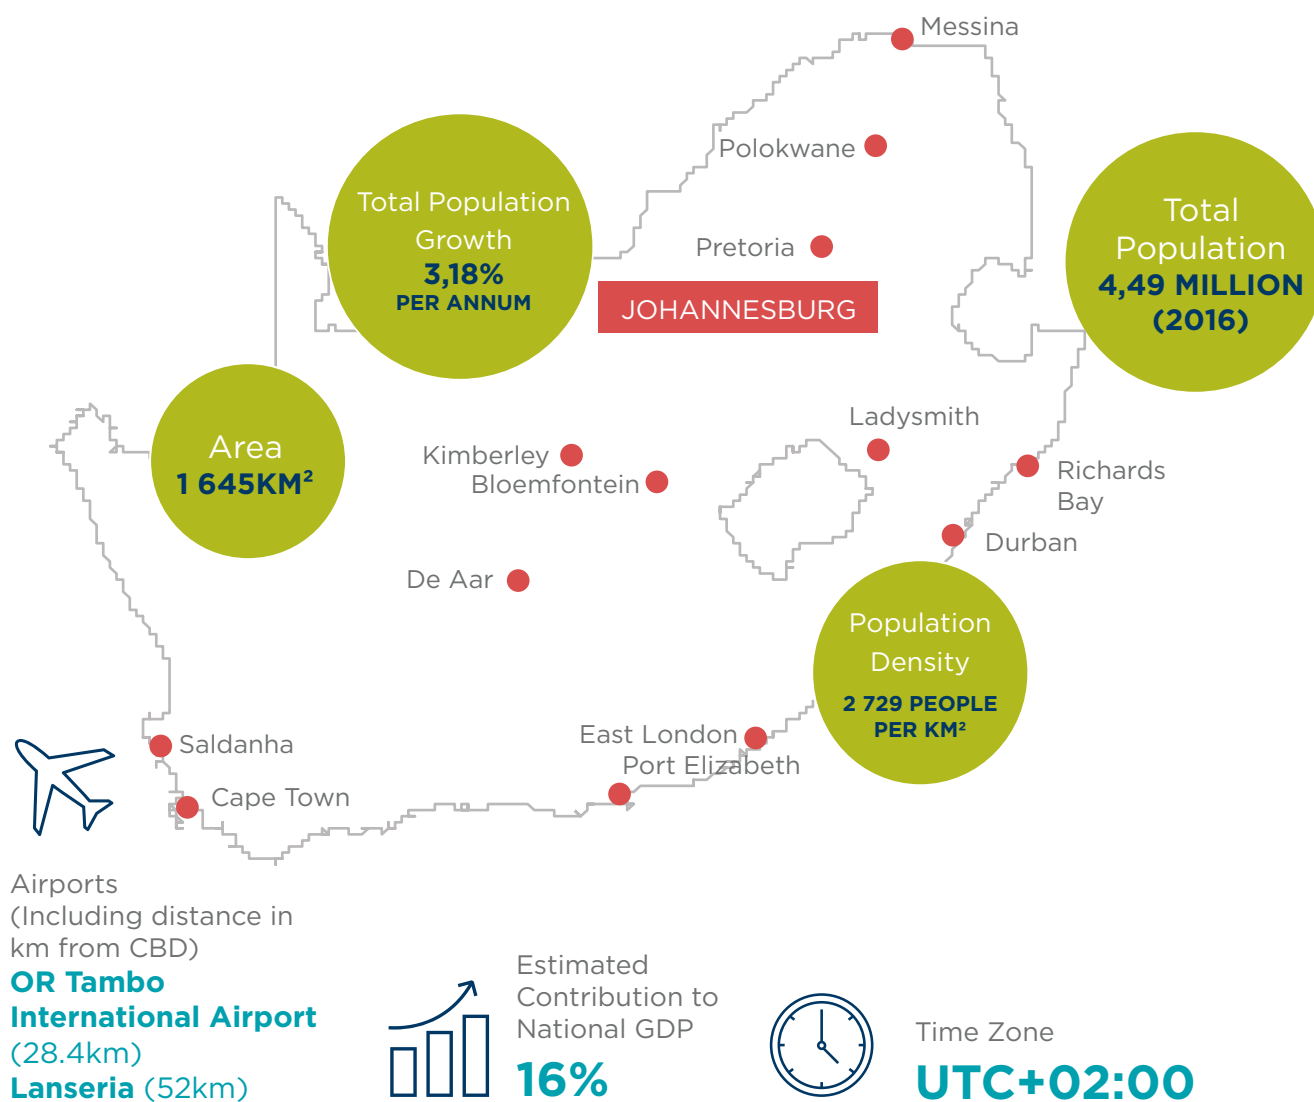 Messina
Polokwane
Total Population
Growth
3,18%
PER ANNUM
Pretoria
JOHANNESBURG
Total
Population
4,49 MILLION
(2016)
Area
1 645KM²
Ladysmith
Kimberley
Bloemfontein
Richards
Bay
Durban
De Aar
Population
Density
2 729 PEOPLE
PER KM²
East London
Port Elizabeth
Saldanha
Cape Town
Airports
(Including distance in
km from CBD)
OR Tambo
International Airport
(28.4km)
Lanseria (52km)
Estimated
Contribution to
National GDP
16%
Time Zone
UTC+02:00